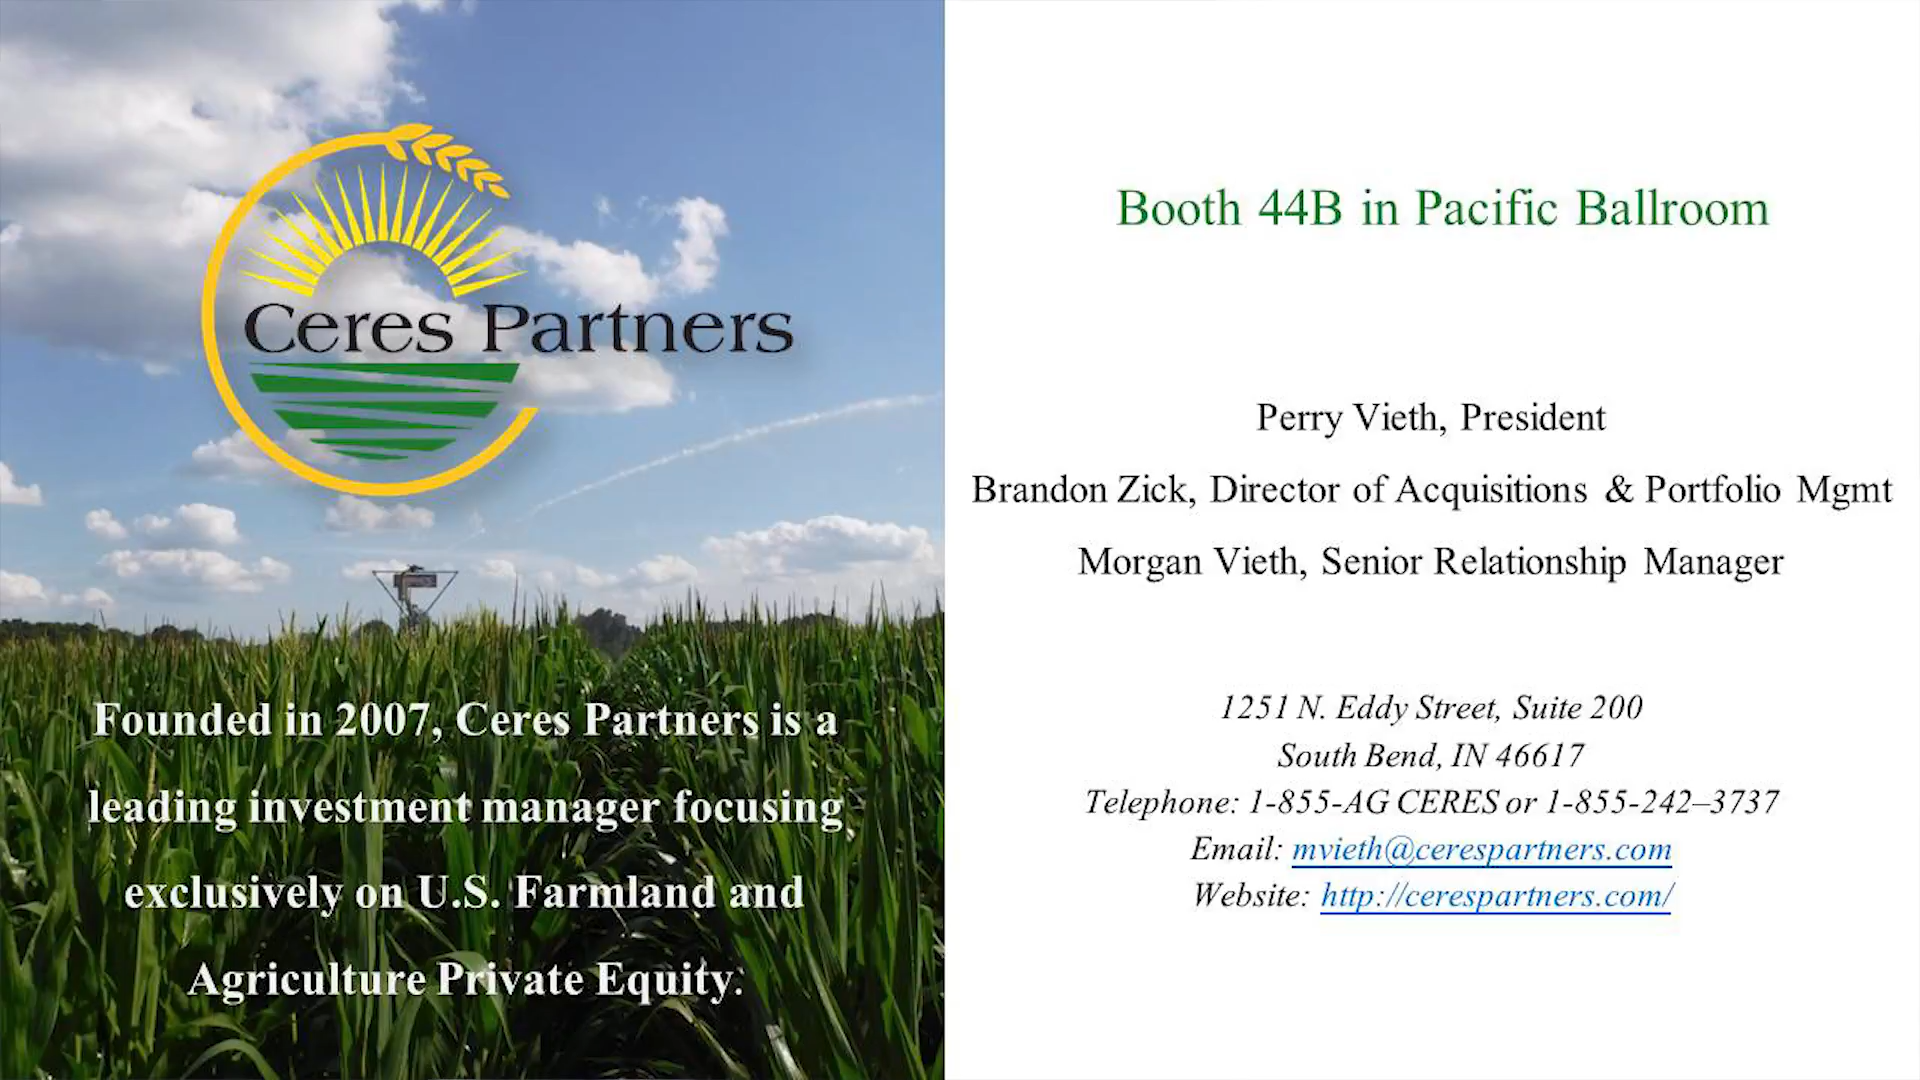 Ceres Partners
Founded in 2007, Ceres Partners is a
leading investment manager focusing
exclusively on U.S. Farmland and
Agriculture Private Equity.
Booth 44B in Pacific Ballroom
Perry Vieth, President
Brandon Zick, Director of Acquisitions & Portfolio Mgmt
Morgan Vieth, Senior Relationship Manager
1251 N. Eddy Street, Suite 200
South Bend, IN 46617
Telephone: 1-855-AG CERES or 1-855-242–3737
Email: mvieth@cerespartners.com
Website: http://cerespartners.com/